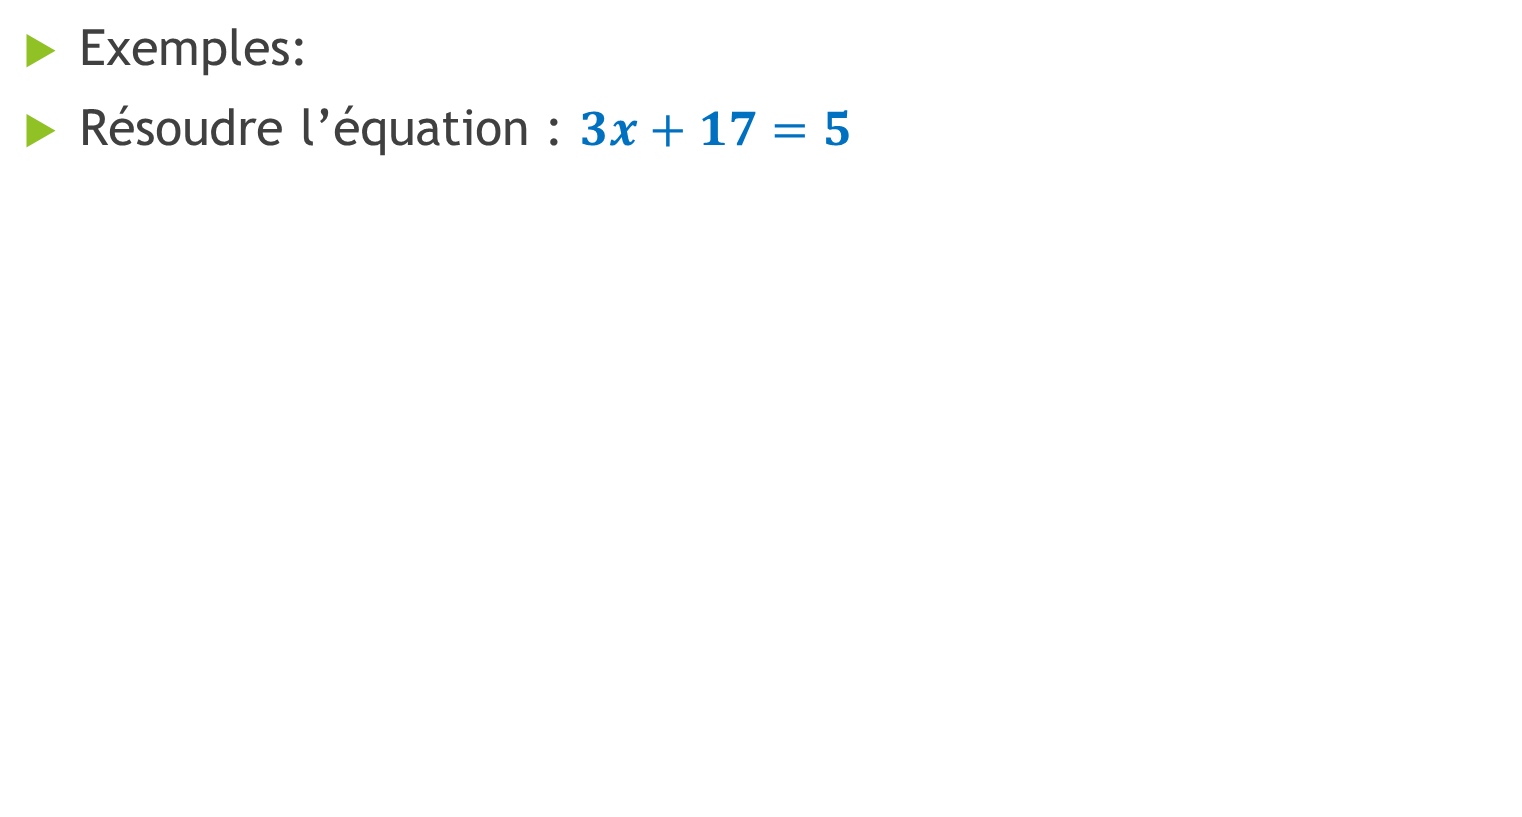 Exemples:
Résoudre l’équation : 3x + 17 = 5